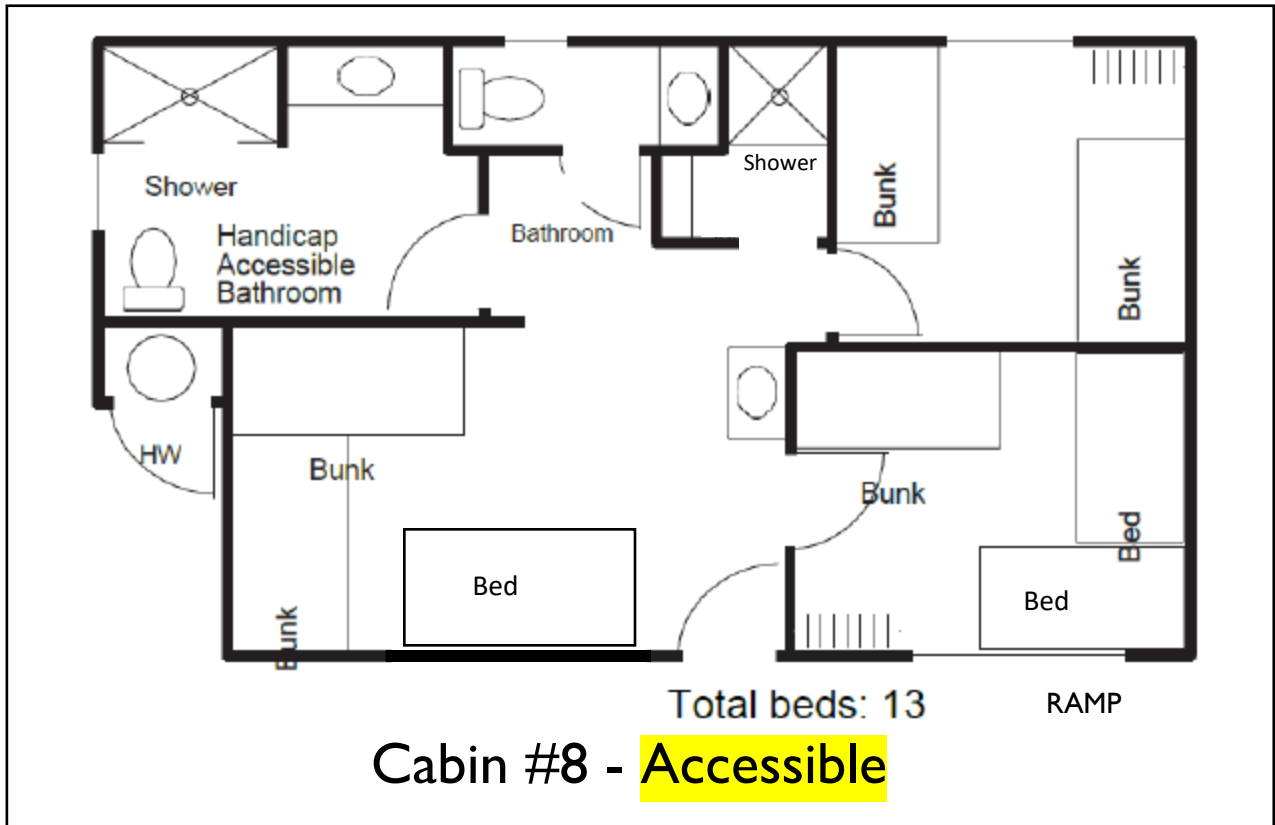 Shower
Shower
Handicap
Accessible
Bathroom
Bathroom
Bunk
Bunk
HW
Bunk
Bunk
Bed
Bunk
Bed
Bed
Total beds: 13
RAMP
Cabin #8 - Accessible